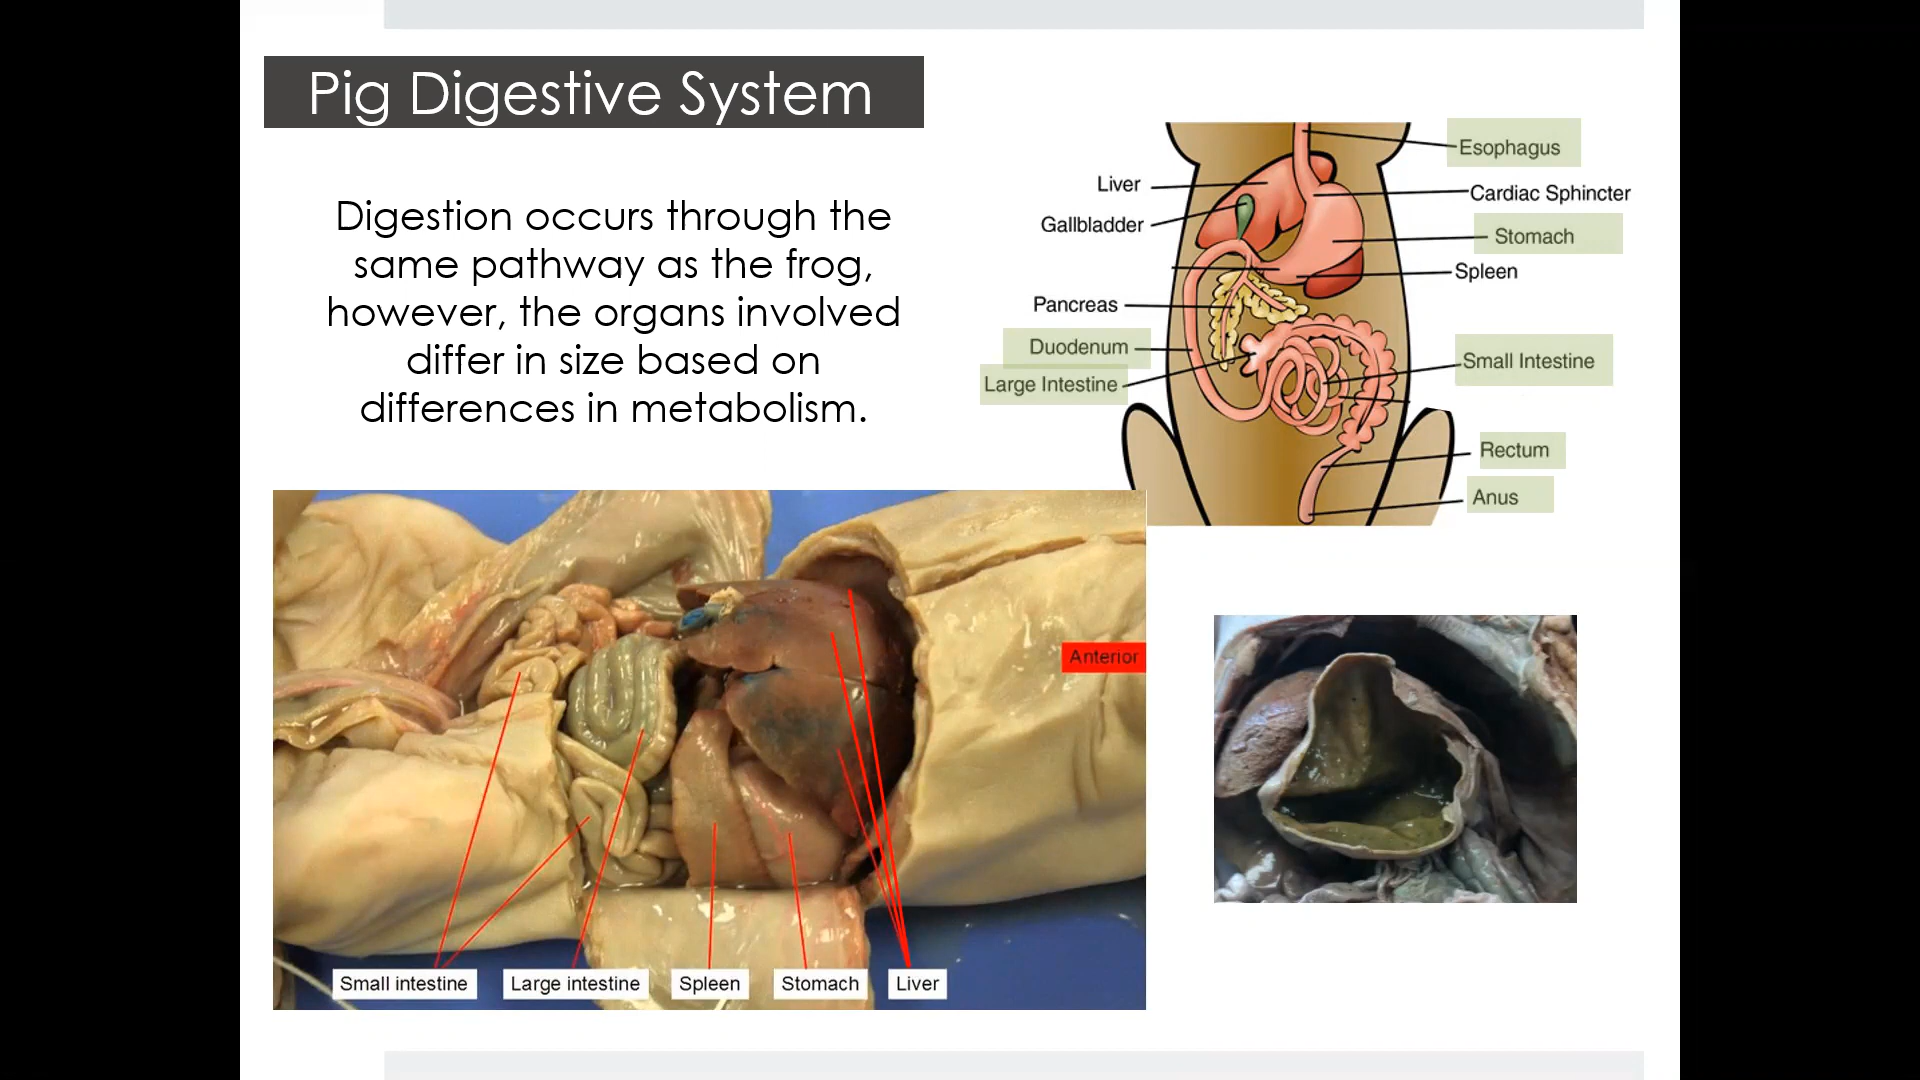 Pig Digestive System
Digestion occurs through the
same pathway as the frog,
however, the organs involved
differ in size based on
differences in metabolism.
Esophagus
Liver
Cardiac Sphincter
Gallbladder
Stomach
Spleen
Pancreas
Duodenum
Small Intestine
Large Intestine
Rectum
Anus
Anterior
Small intestine
Large intestine
Spleen
Stomach
Liver